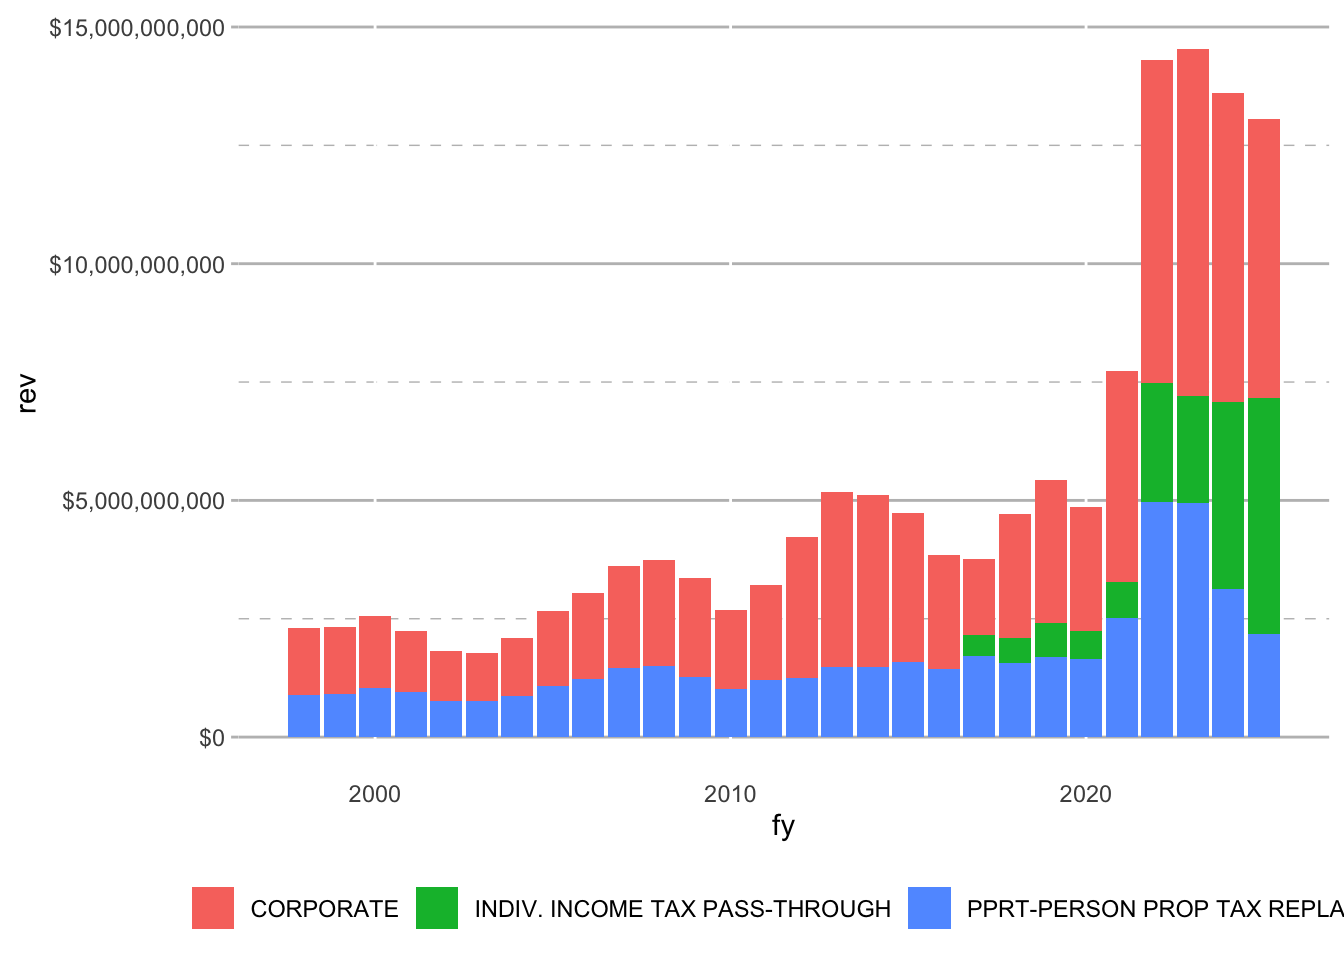 $15,000,000,000
$10,000,000,000
$5,000,000,000
$0
rev
2000
2010
2020
fy
CORPORATE
INDIV. INCOME TAX PASS-THROUGH
PPRT-PERSON PROP TAX REPLA